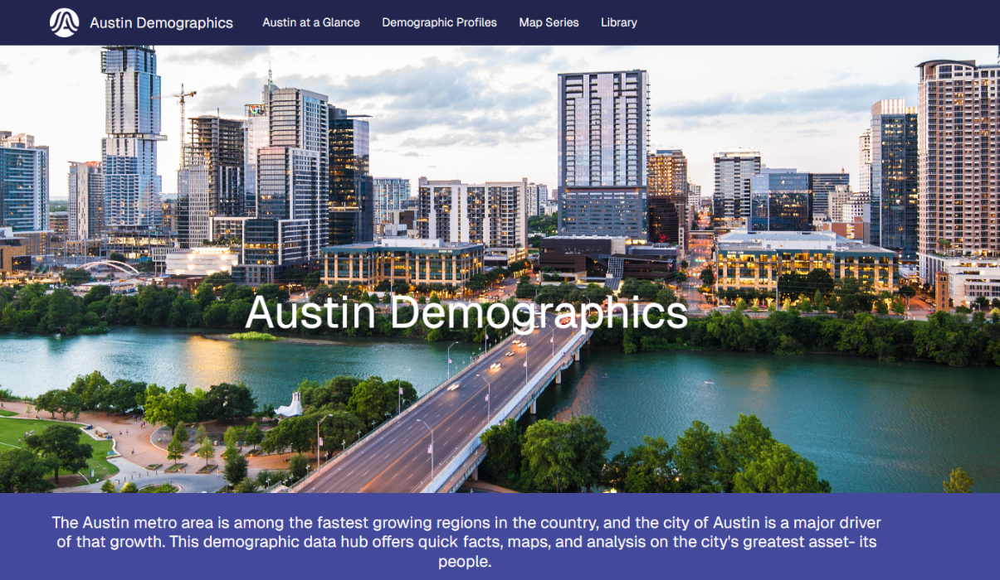 Austin Demographics
Austin at a Glance
Demographic Profiles
Map Series
Library
Austin Demographics
The Austin metro area is among the fastest growing regions in the country, and the city of Austin is a major driver
of that growth. This demographic data hub offers quick facts, maps, and analysis on the city's greatest asset- its
people.